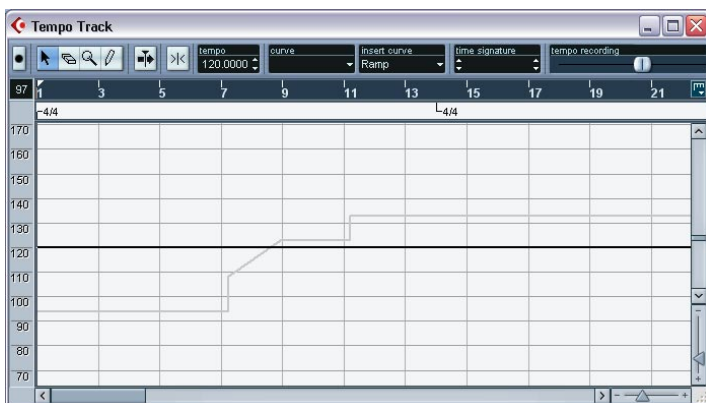 Tempo Track
tempo
120.0000
curve
insert curve
Ramp
time signature
tempo recording
97
1 3 5 7 9 11 13 15 17 19 21
4/4 4/4
170
160
150
140
130
120
110
100
90
80
70